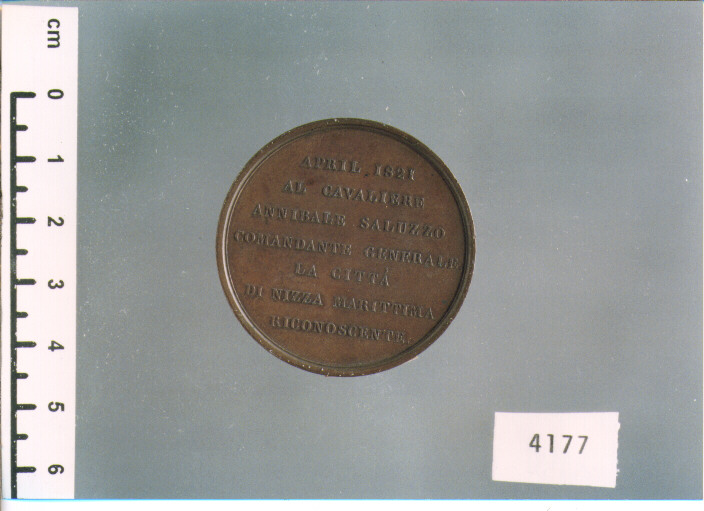 cm
0
1
2
3
4
5
6
APRIL 1821
AL CAVALIERE
ANNIBALE SALUZZO
COMANDANTE GENERALE
LA CITTÀ
DI NIZZA MARITTIMA
RICONOSCENTE.
4177